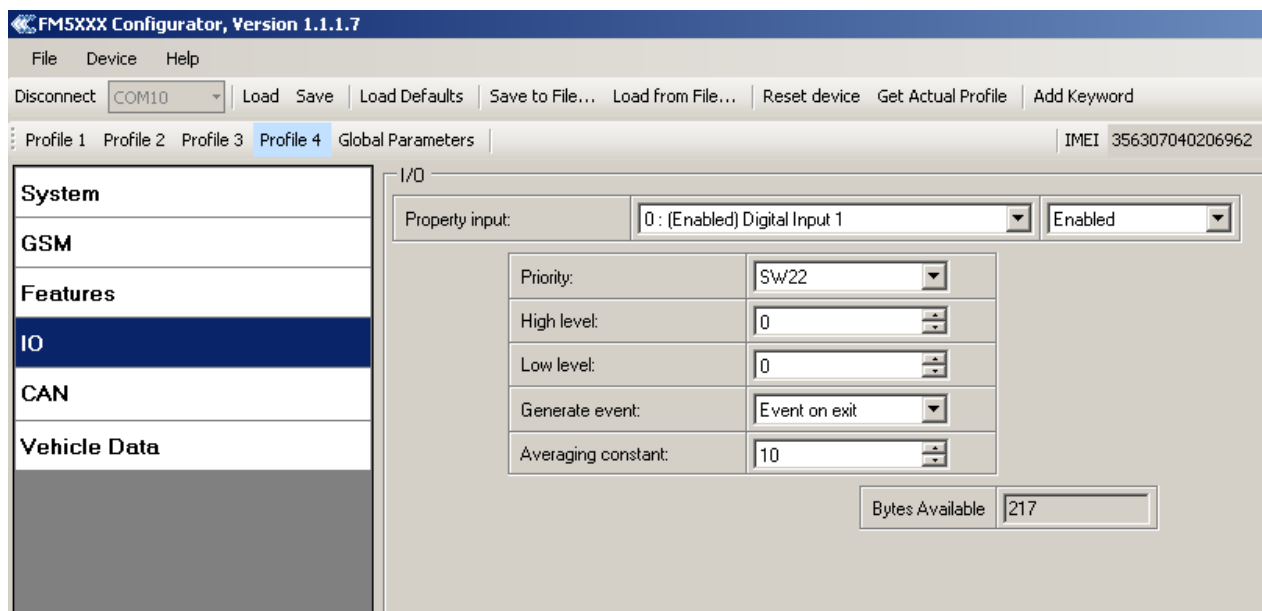 FM5XXX Configurator, Version 1.1.1.7
File Device Help
Disconnect COM10 Load Save Load Defaults Save to File... Load from File... Reset device Get Actual Profile Add Keyword
Profile 1 Profile 2 Profile 3 Profile 4 Global Parameters IMEI 356307040206962
System
GSM
Features
IO
CAN
Vehicle Data
I/O
Property input: 0 : (Enabled) Digital Input 1 Enabled
Priority: SW22
High level: 0
Low level: 0
Generate event: Event on exit
Averaging constant: 10
Bytes Available 217